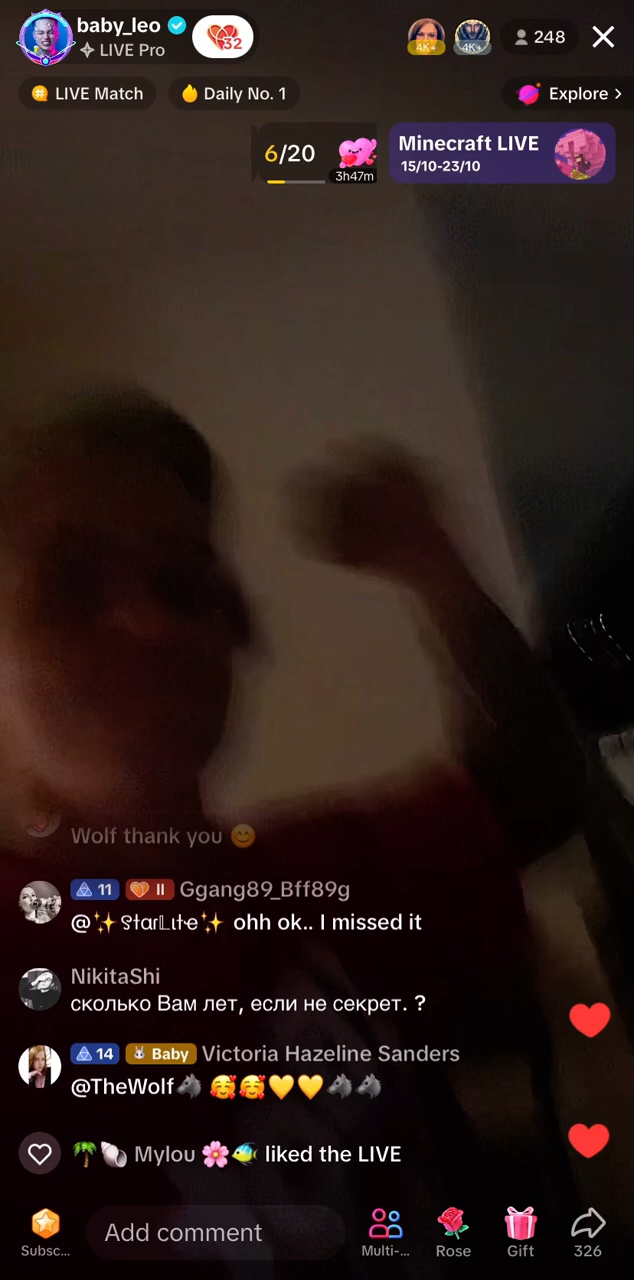 baby_leo
LIVE Pro
32
4K+
4K+
248
LIVE Match
Daily No. 1
Explore >
6/20
3h47m
Minecraft LIVE
15/10-23/10
Wolf thank you 😊
11 II Ggang89_Bff89g
@✨StarLite✨ ohh ok.. I missed it
NikitaShi
сколько Вам лет, если не секрет. ?
14 Baby Victoria Hazeline Sanders
@TheWolf🐺 🥰🥰💛💛🐺🐺
🌴🐚 Mylou 🌸🐠 liked the LIVE
Subsc...
Add comment
Multi-...
Rose
Gift
326